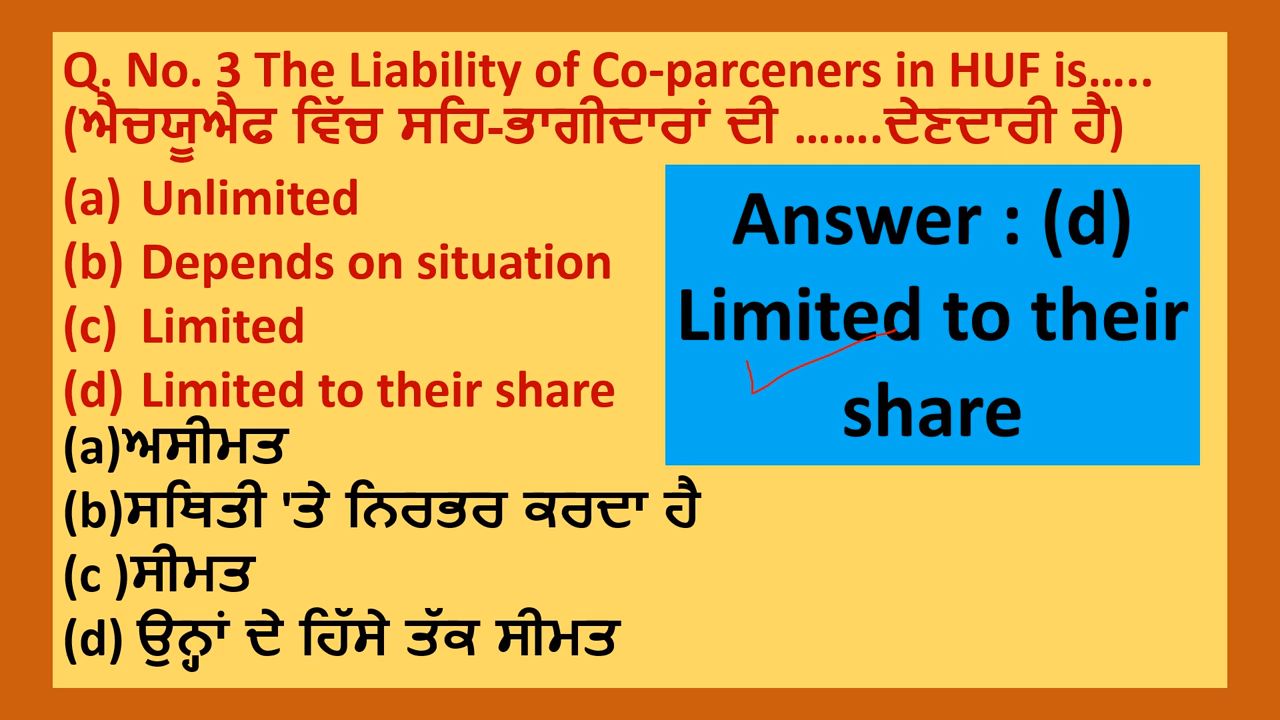 Q. No. 3 The Liability of Co-parceners in HUF is.....
(ਐਚਯੂਐਫ ਵਿੱਚ ਸਹਿ-ਭਾਗੀਦਾਰਾਂ ਦੀ .......ਦੇਣਦਾਰੀ ਹੈ)
(a) Unlimited
(b) Depends on situation
(c) Limited
(d) Limited to their share
(a)ਅਸੀਮਤ
(b)ਸਥਿਤੀ 'ਤੇ ਨਿਰਭਰ ਕਰਦਾ ਹੈ
(c )ਸੀਮਤ
(d) ਉਨ੍ਹਾਂ ਦੇ ਹਿੱਸੇ ਤੱਕ ਸੀਮਤ
Answer : (d)
Limited to their
share